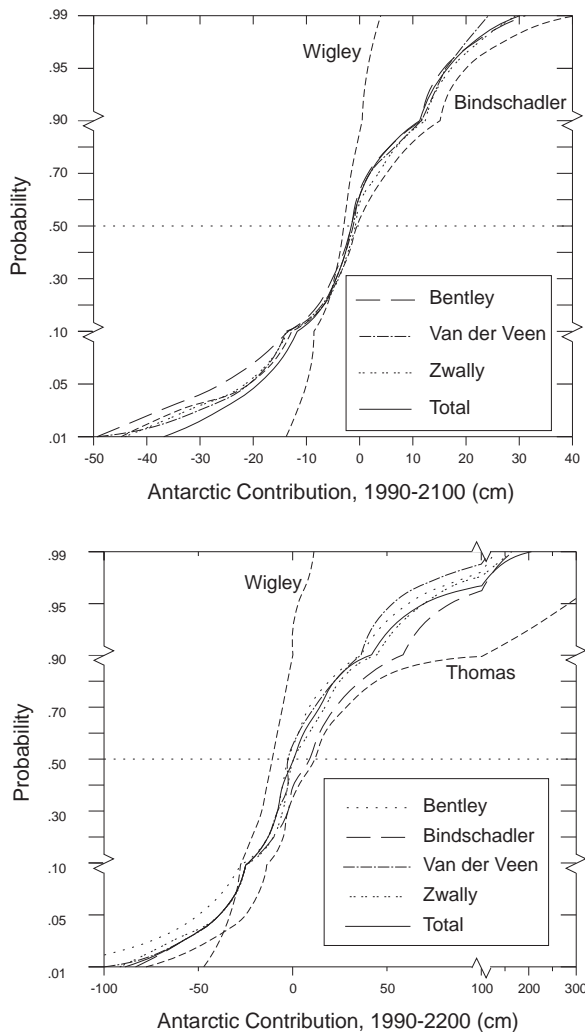 .99
Wigley
.95
Bindschadler
.90
.70
Probability
.50
.30
Bentley
Van der Veen
.10
Zwally
.05
Total
.01
-50 -40 -30 -20 -10 0 10 20 30 40
Antarctic Contribution, 1990-2100 (cm)
.99
Wigley
.95
.90
Thomas
.70
Probability
.50
Bentley
.30
Bindschadler
Van der Veen
.10
Zwally
.05
Total
.01
-100 -50 0 50 100 200 300
Antarctic Contribution, 1990-2200 (cm)